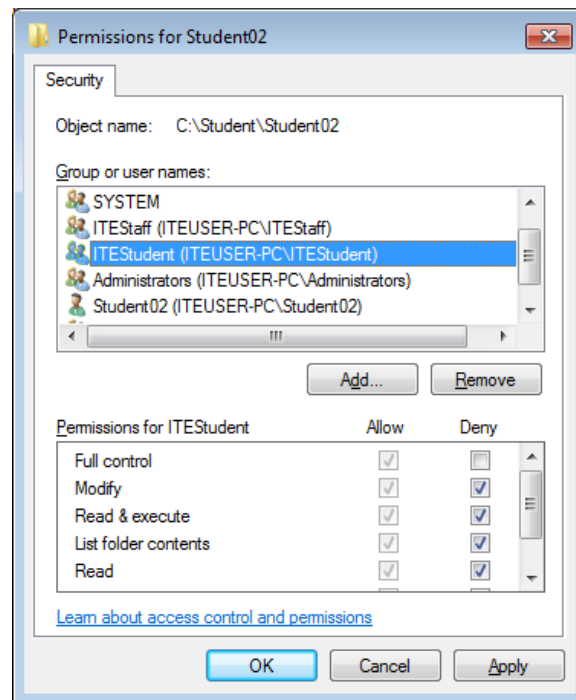 Permissions for Student02
Security
Object name: C:\Student\Student02
Group or user names:
SYSTEM
ITEStaff (ITEUSER-PC\ITEStaff)
ITEStudent (ITEUSER-PC\ITEStudent)
Administrators (ITEUSER-PC\Administrators)
Student02 (ITEUSER-PC\Student02)
Add... Remove
Permissions for ITEStudent Allow Deny
Full control
Modify
Read & execute
List folder contents
Read
Learn about access control and permissions
OK Cancel Apply